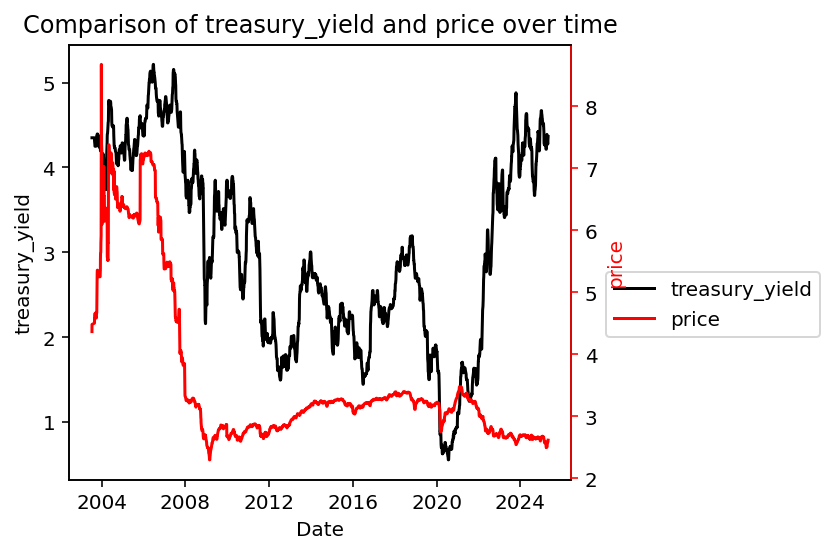 Comparison of treasury_yield and price over time
treasury_yield
5
4
3
2
1
8
7
6
5
4
3
2
price
treasury_yield
price
2004 2008 2012 2016 2020 2024
Date